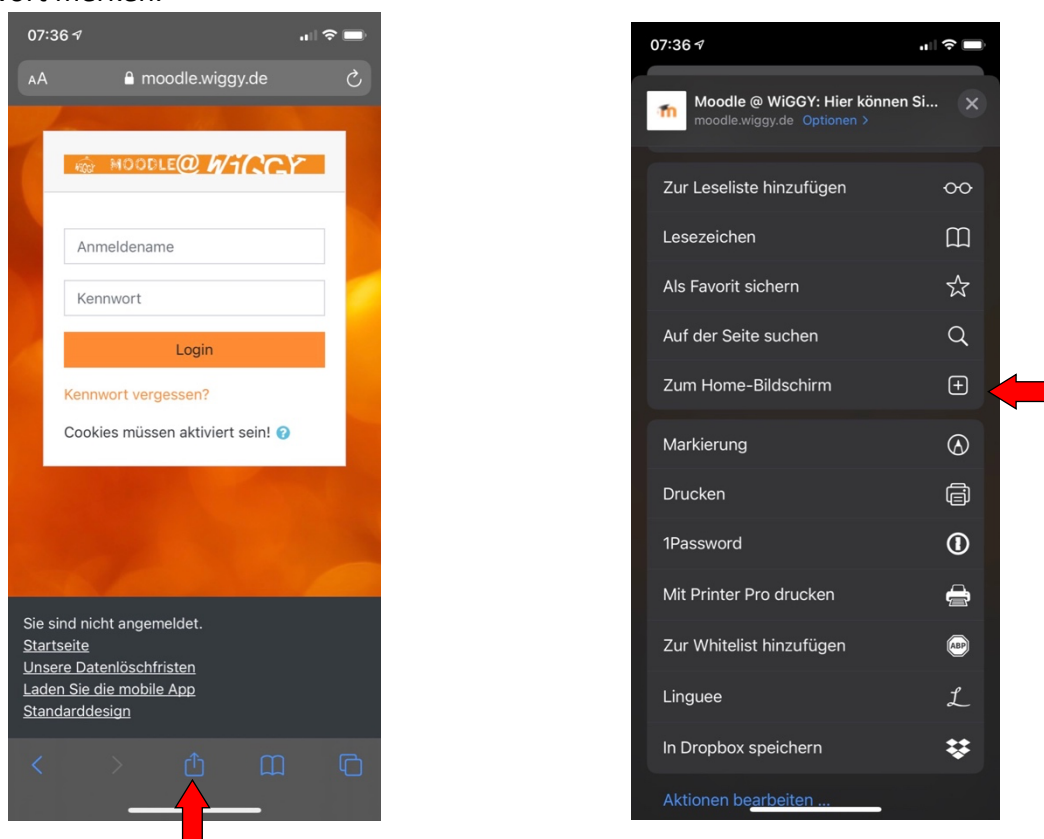 07:36
AA moodle.wiggy.de
MOODLE@ WiGGY
Anmeldename
Kennwort
Login
Kennwort vergessen?
Cookies müssen aktiviert sein! ?
Sie sind nicht angemeldet.
Startseite
Unsere Datenlöschfristen
Laden Sie die mobile App
Standarddesign
07:36
m Moodle @ WiGGY: Hier können Si...
moodle.wiggy.de Optionen >
Zur Leseliste hinzufügen
Lesezeichen
Als Favorit sichern
Auf der Seite suchen
Zum Home-Bildschirm
Markierung
Drucken
1Password
Mit Printer Pro drucken
Zur Whitelist hinzufügen ABP
Linguee L
In Dropbox speichern
Aktionen bearbeiten ...